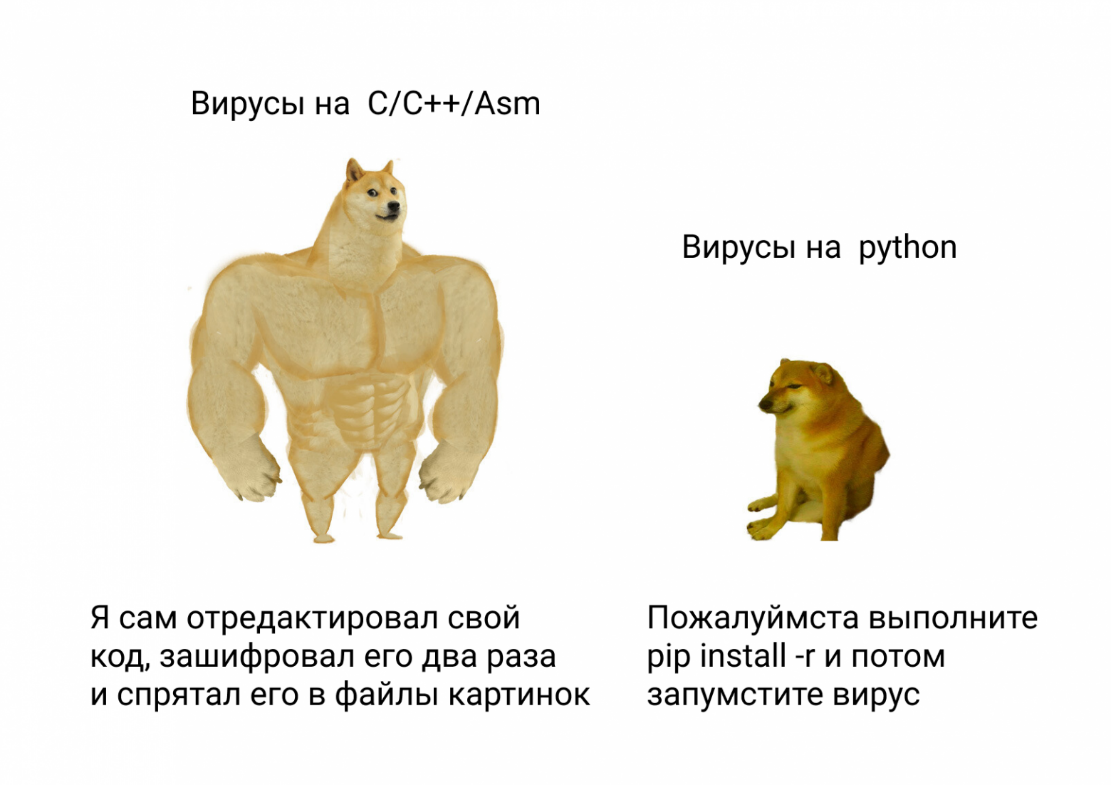 Вирусы на C/C++/Asm
Вирусы на python
Я сам отредактировал свой
код, зашифровал его два раза
и спрятал его в файлы картинок
Пожалуймста выполните
pip install -r и потом
запумстите вирус